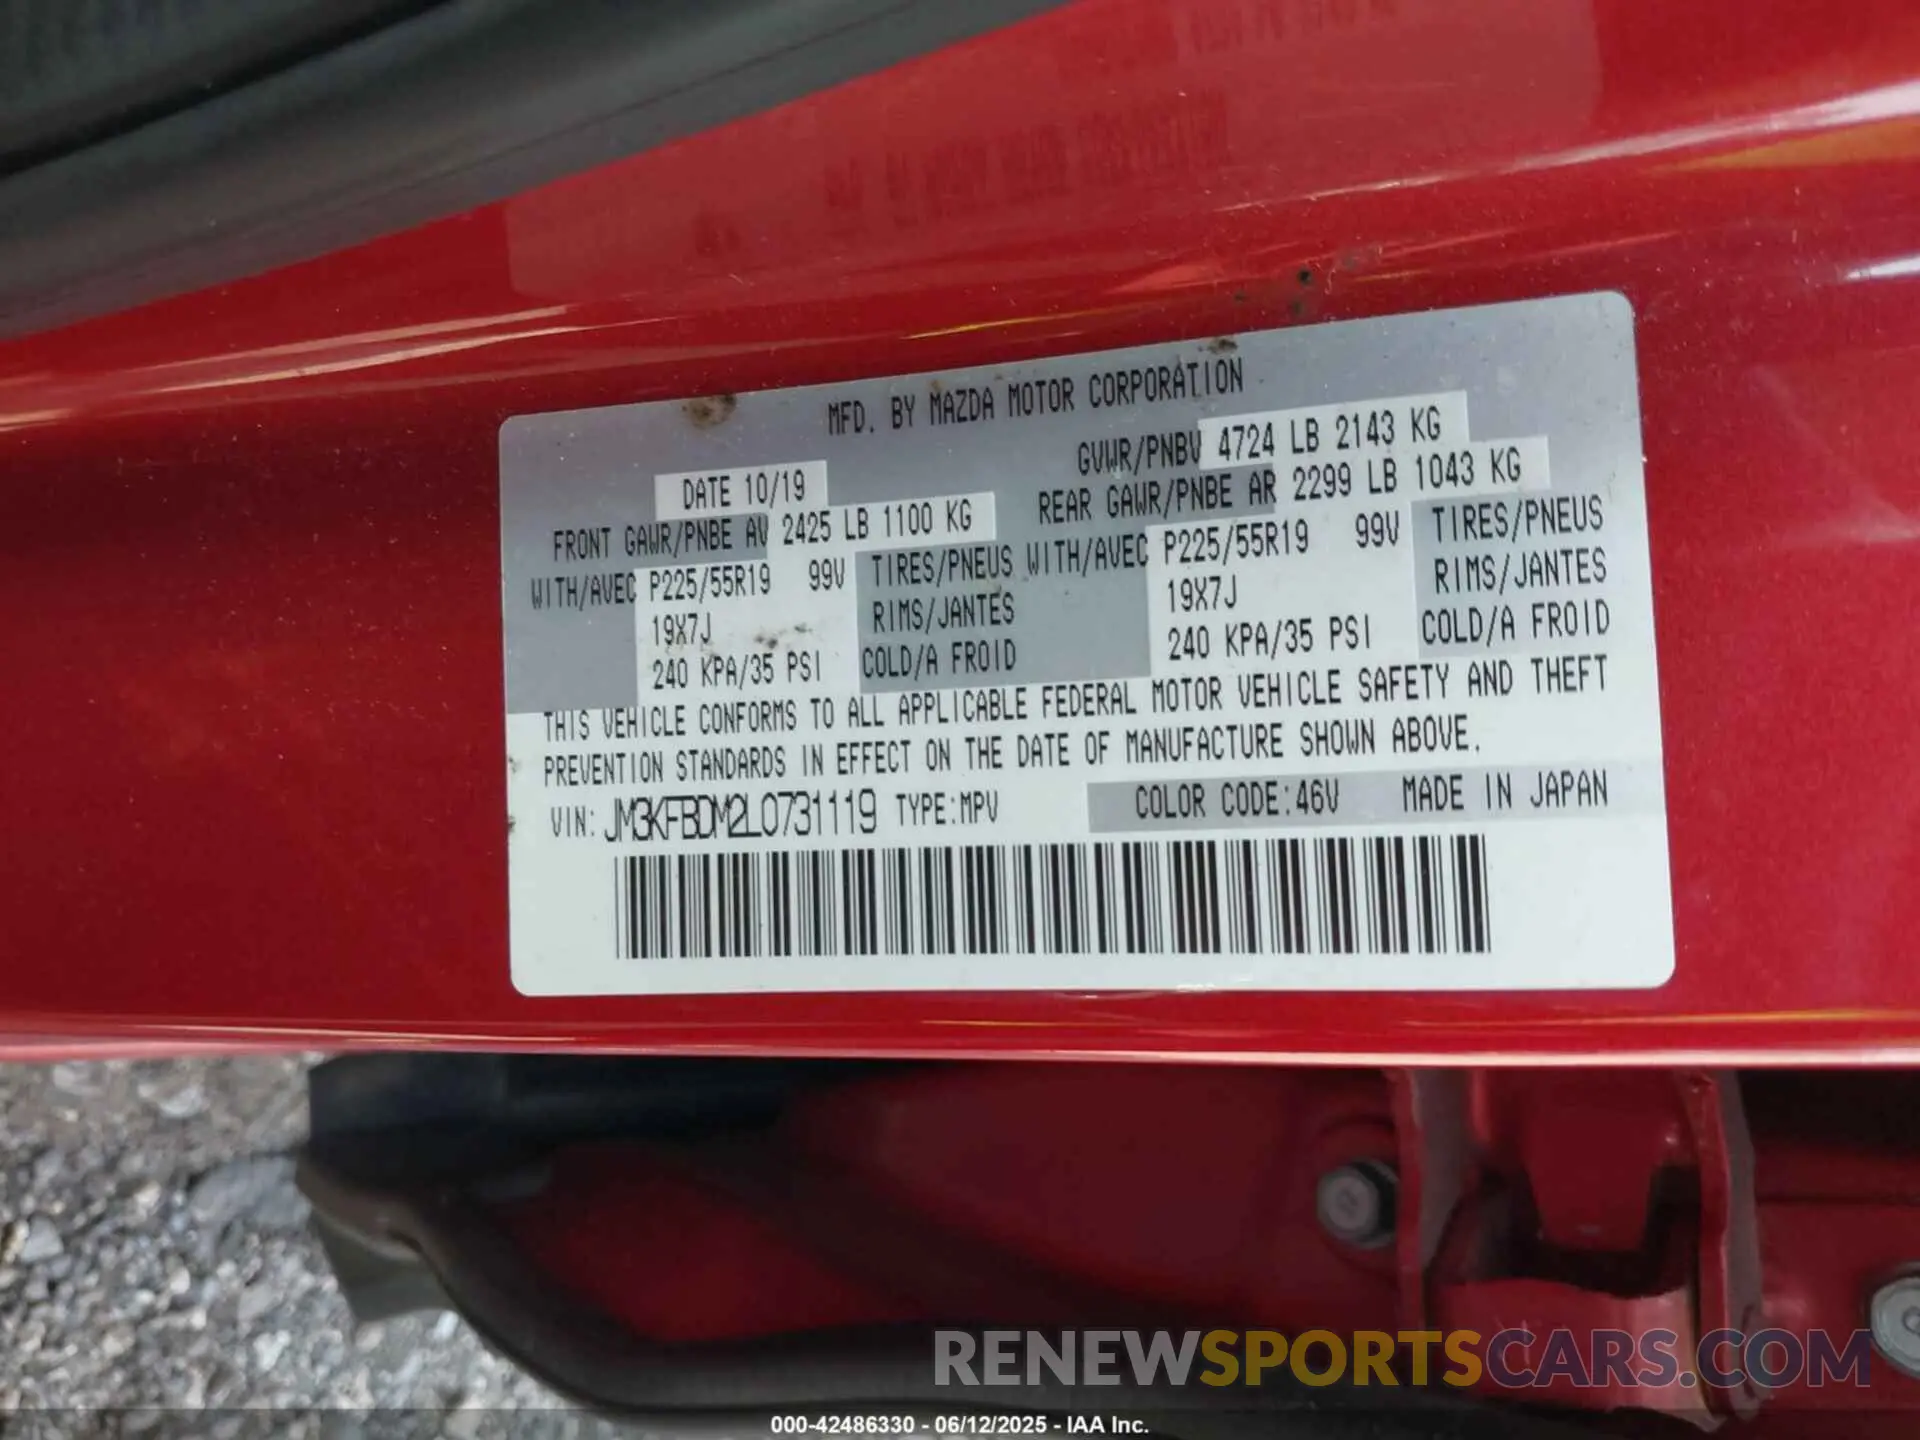 MFD. BY MAZDA MOTOR CORPORATION
GVWR/PNBV 4724 LB 2143 KG
DATE 10/19
REAR GAWR/PNBE AR 2299 LB 1043 KG
FRONT GAWR/PNBE AV 2425 LB 1100 KG
WITH/AVEC P225/55R19 99V TIRES/PNEUS WITH/AVEC P225/55R19 99V TIRES/PNEUS
19X7J RIMS/JANTES 19X7J RIMS/JANTES
240 KPA/35 PSI COLD/A FROID 240 KPA/35 PSI COLD/A FROID
THIS VEHICLE CONFORMS TO ALL APPLICABLE FEDERAL MOTOR VEHICLE SAFETY AND THEFT
PREVENTION STANDARDS IN EFFECT ON THE DATE OF MANUFACTURE SHOWN ABOVE.
VIN: JM3KFBDM2L0731119 TYPE:MPV COLOR CODE:46V MADE IN JAPAN
RENEWSPORTSCARS.COM
000-42486330 - 06/12/2025 - IAA Inc.